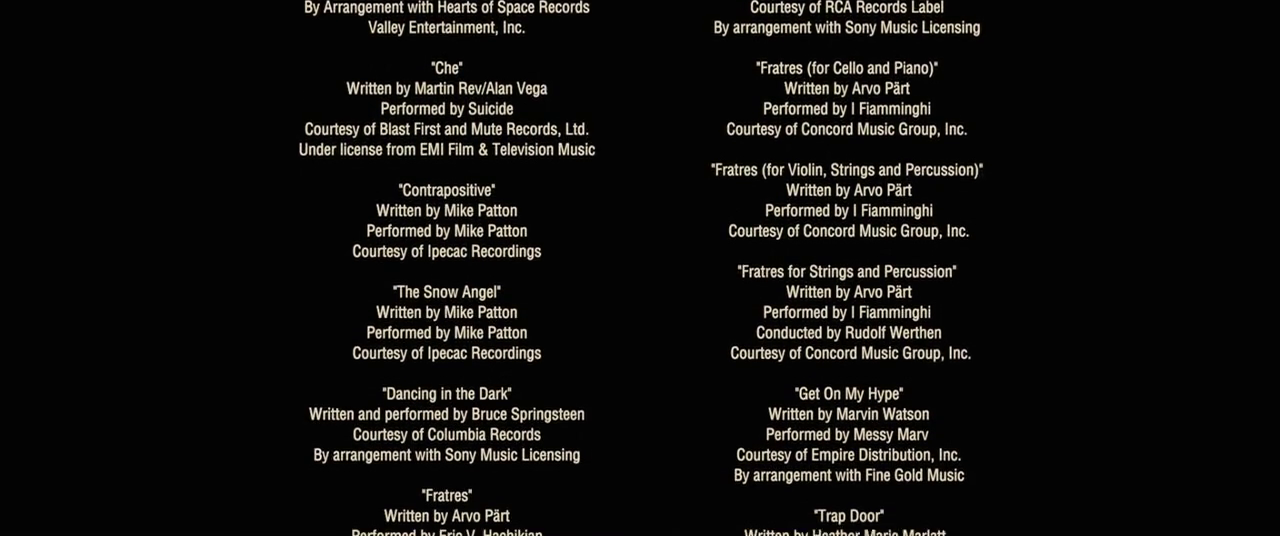 By Arrangement with Hearts of Space Records
Valley Entertainment, Inc.
"Che"
Written by Martin Rev/Alan Vega
Performed by Suicide
Courtesy of Blast First and Mute Records, Ltd.
Under license from EMI Film & Television Music
"Contrapositive"
Written by Mike Patton
Performed by Mike Patton
Courtesy of Ipecac Recordings
"The Snow Angel"
Written by Mike Patton
Performed by Mike Patton
Courtesy of Ipecac Recordings
"Dancing in the Dark"
Written and performed by Bruce Springsteen
Courtesy of Columbia Records
By arrangement with Sony Music Licensing
"Fratres"
Written by Arvo Pärt
Performed by Eric V. Hachikian
Courtesy of RCA Records Label
By arrangement with Sony Music Licensing
"Fratres (for Cello and Piano)"
Written by Arvo Pärt
Performed by I Fiamminghi
Courtesy of Concord Music Group, Inc.
"Fratres (for Violin, Strings and Percussion)"
Written by Arvo Pärt
Performed by I Fiamminghi
Courtesy of Concord Music Group, Inc.
"Fratres for Strings and Percussion"
Written by Arvo Pärt
Performed by I Fiamminghi
Conducted by Rudolf Werthen
Courtesy of Concord Music Group, Inc.
"Get On My Hype"
Written by Marvin Watson
Performed by Messy Marv
Courtesy of Empire Distribution, Inc.
By arrangement with Fine Gold Music
"Trap Door"
Written by Heather Marie Marlatt